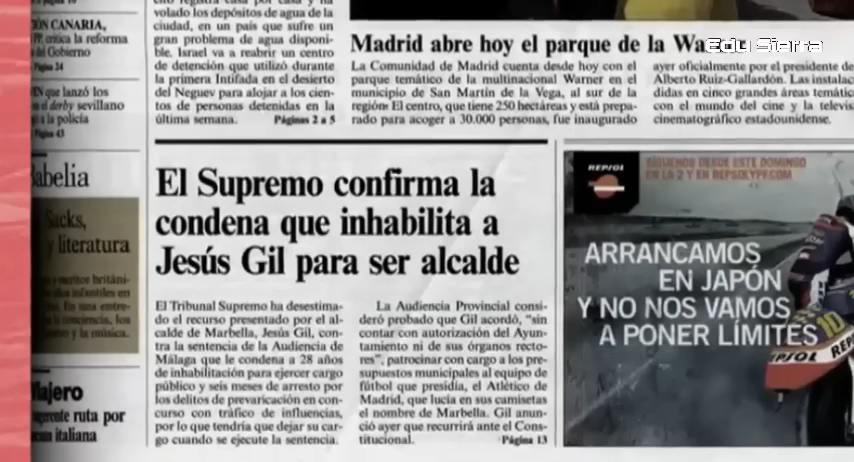 CIÓN CANARIA,
PP critica la reforma
del Gobierno
Página 24
que lanzó los
el derby sevillano
a la policía
Página 43
Babelia
Sacks,
y literatura
Viajero
ruta por
italiana
volado los depósitos de agua de la
ciudad, en un país que sufre un
gran problema de agua disponi-
ble. Israel va a reabrir un centro
de detención que utilizó durante
la primera Intifada en el desierto
del Neguev para alojar a los cien-
tos de personas detenidas en la
última semana. Páginas 2 a 5
Madrid abre hoy el parque de la
Edu Sierra
La Comunidad de Madrid cuenta desde hoy con el
parque temático de la multinacional Warner en el
municipio de San Martín de la Vega, al sur de la
región. El centro, que tiene 250 hectáreas y está prepa-
rado para acoger a 30.000 personas, fue inaugurado
ayer oficialmente por el presidente de
Alberto Ruiz-Gallardón. Las instalac
didas en cinco grandes áreas temátic
con el mundo del cine y la televis
cinematográfico estadounidense.
El Supremo confirma la
condena que inhabilita a
Jesús Gil para ser alcalde
El Tribunal Supremo ha desestima-
do el recurso presentado por el al-
calde de Marbella, Jesús Gil, con-
tra la sentencia de la Audiencia de
Málaga que le condena a 28 años
de inhabilitación para ejercer cargo
público y seis meses de arresto por
los delitos de prevaricación en con-
curso con tráfico de influencias,
por lo que tendría que dejar su car-
go cuando se ejecute la sentencia.
La Audiencia Provincial consi-
deró probado que Gil acordó, “sin
contar con autorización del Ayun-
tamiento ni de sus órganos recto-
res”, patrocinar con cargo a los pre-
supuestos municipales al equipo de
fútbol que presidía, el Atlético de
Madrid, que lucía en sus camisetas
el nombre de Marbella. Gil anun-
ció ayer que recurrirá ante el Cons-
titucional. Página 13
REPSOL
SÍGUENOS DESDE ESTE DOMINGO
EN LA 2 Y EN REPSOLYPF.COM
ARRANCAMOS
EN JAPÓN
Y NO NOS VAMOS
A PONER LÍMITES
REPSOL